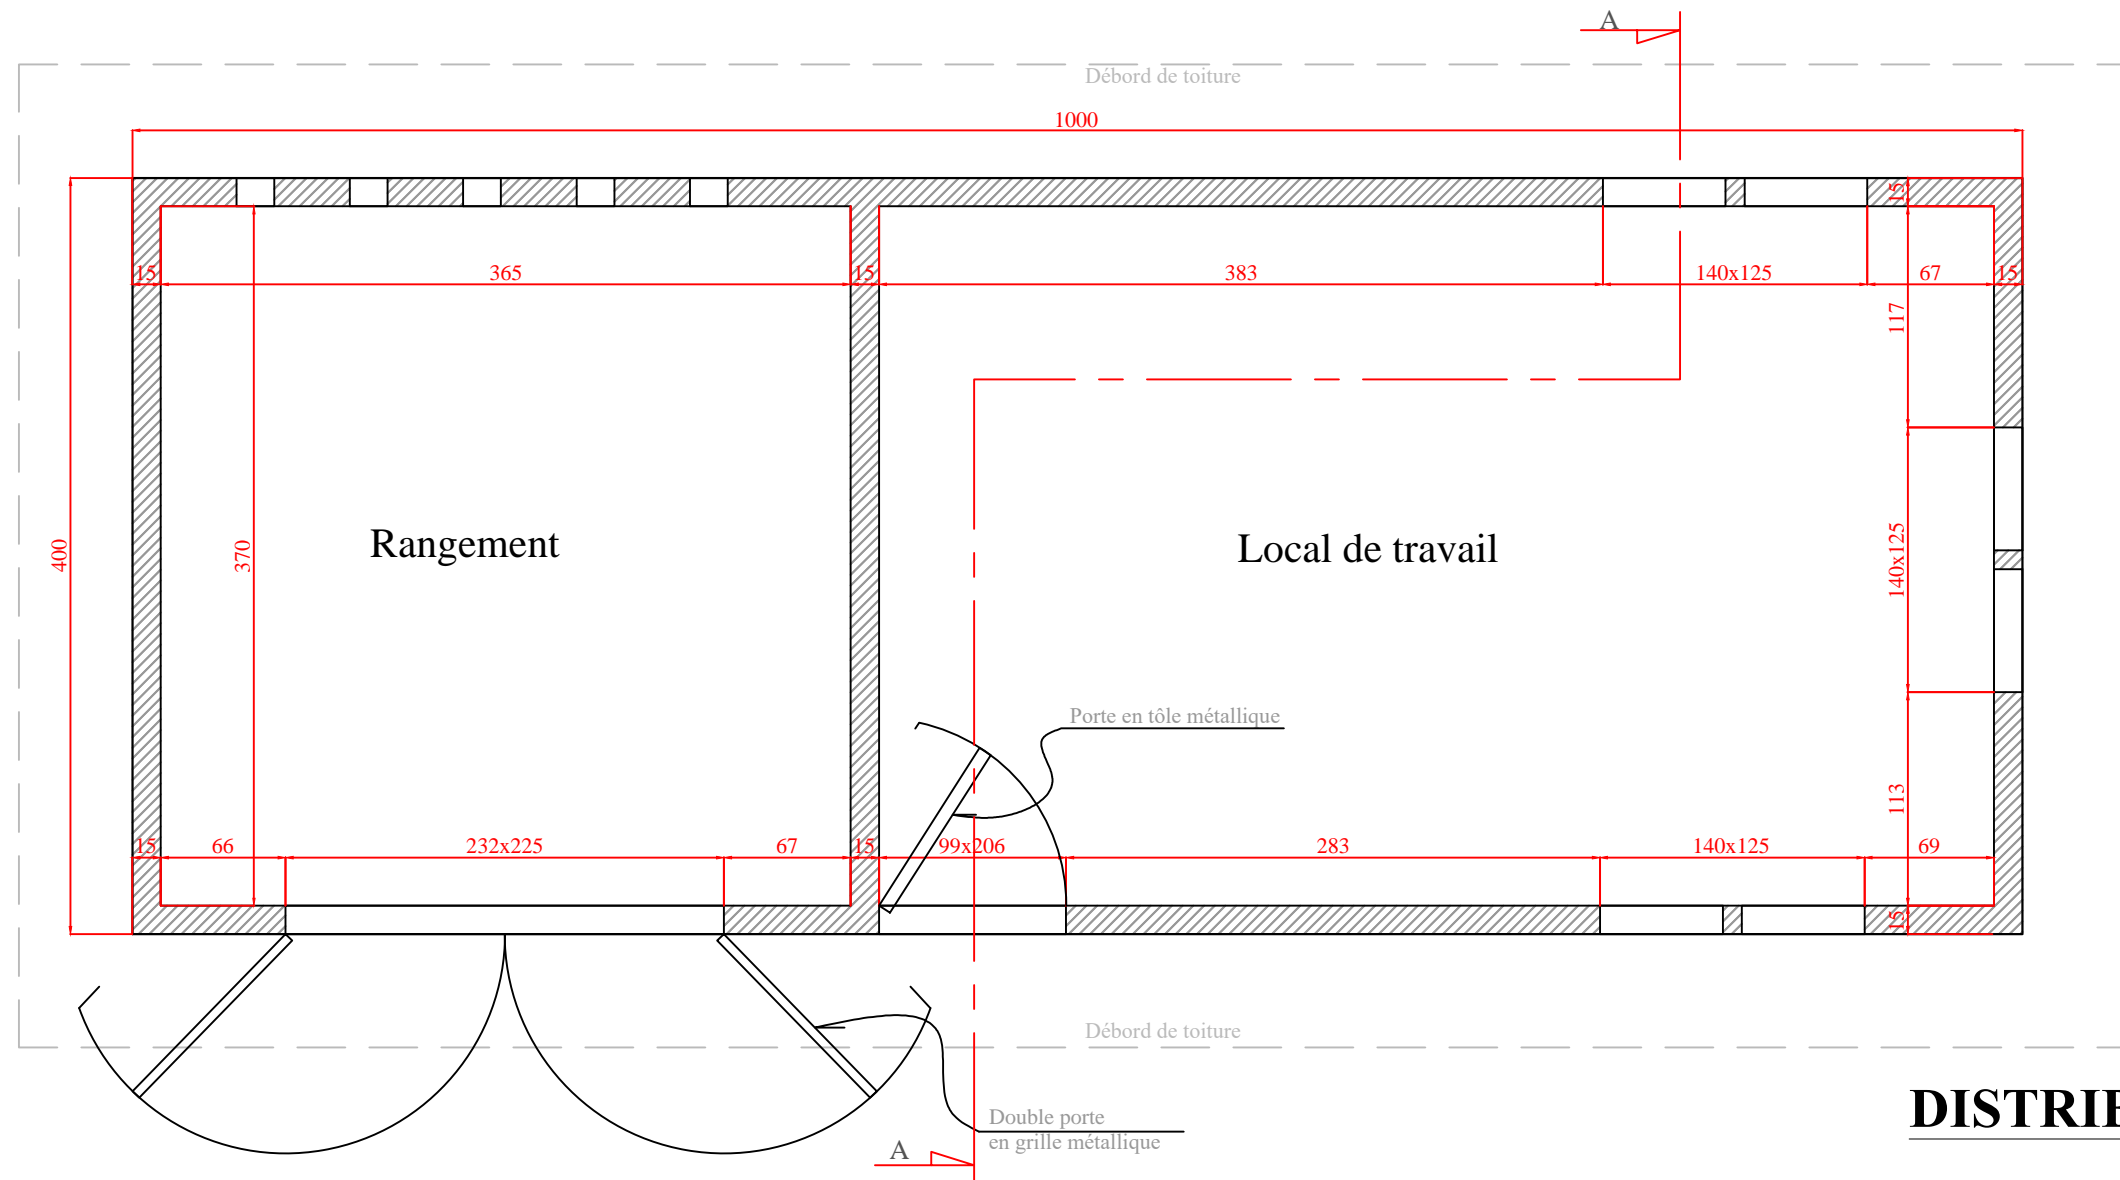 A
Débord de toiture
1000
15
15
365
15
383
140x125
67
15
117
400
370
Rangement
Local de travail
140x125
Porte en tôle métallique
113
15
66
232x225
67
15
99x206
283
140x125
69
15
Débord de toiture
DISTRIB
Double porte
en grille métallique
A